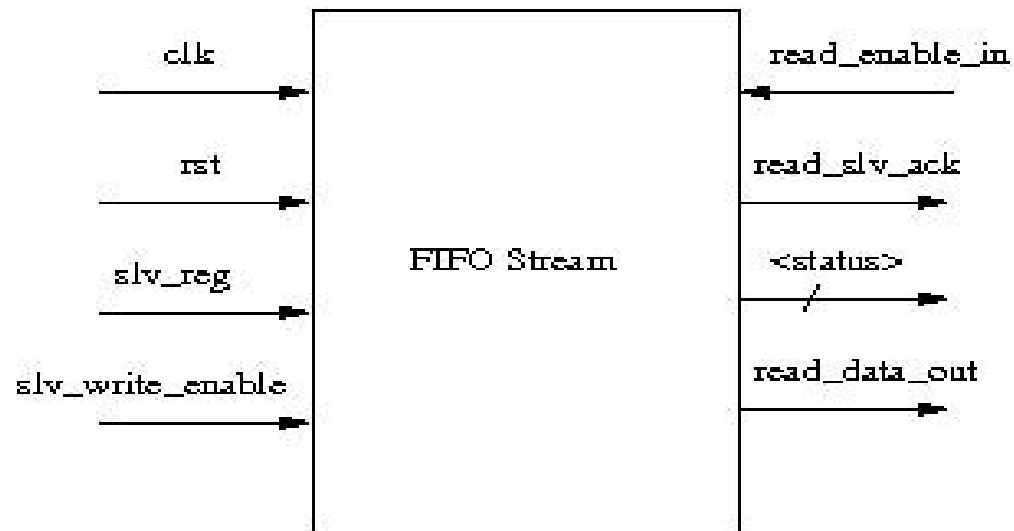 clk
read_enable_in
rst
read_slv_ack
FIFO Stream
<status>
slv_reg
read_data_out
slv_write_enable